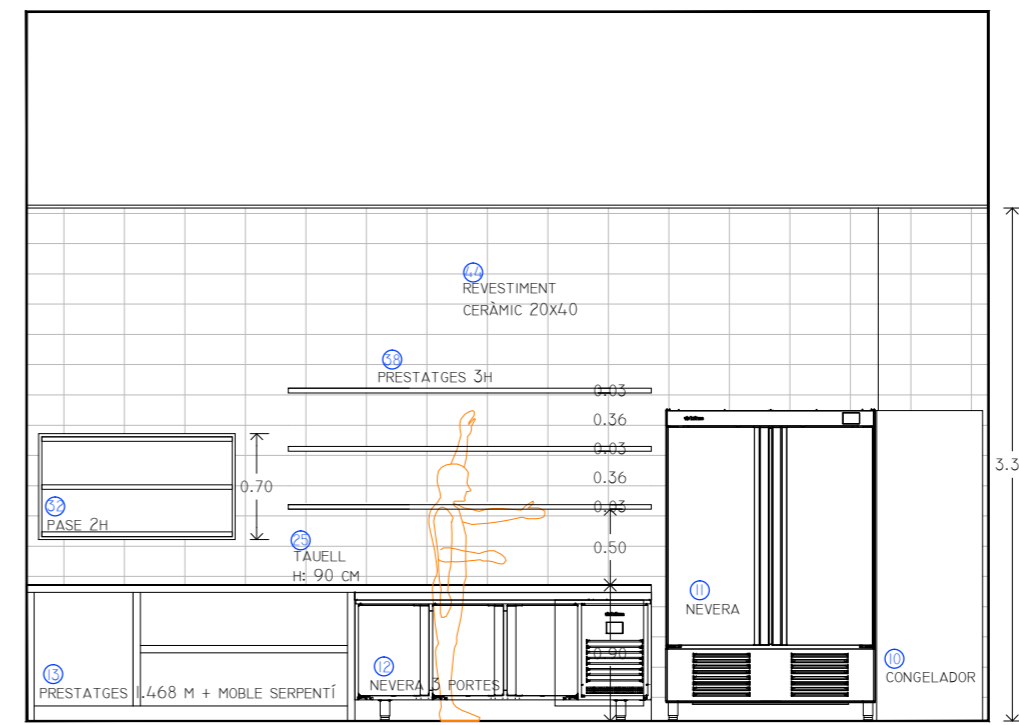 44
REVESTIMENT
CERÀMIC 20X40
38
PRESTATGES 3H
0.03
0.36
0.03
0.36
0.03
0.50
0.90
3.3
0.70
32
PASE 2H
25
TAUELL
H: 90 CM
11
NEVERA
13
PRESTATGES 1.468 M + MOBLE SERPENTÍ
12
NEVERA 3 PORTES
10
CONGELADOR